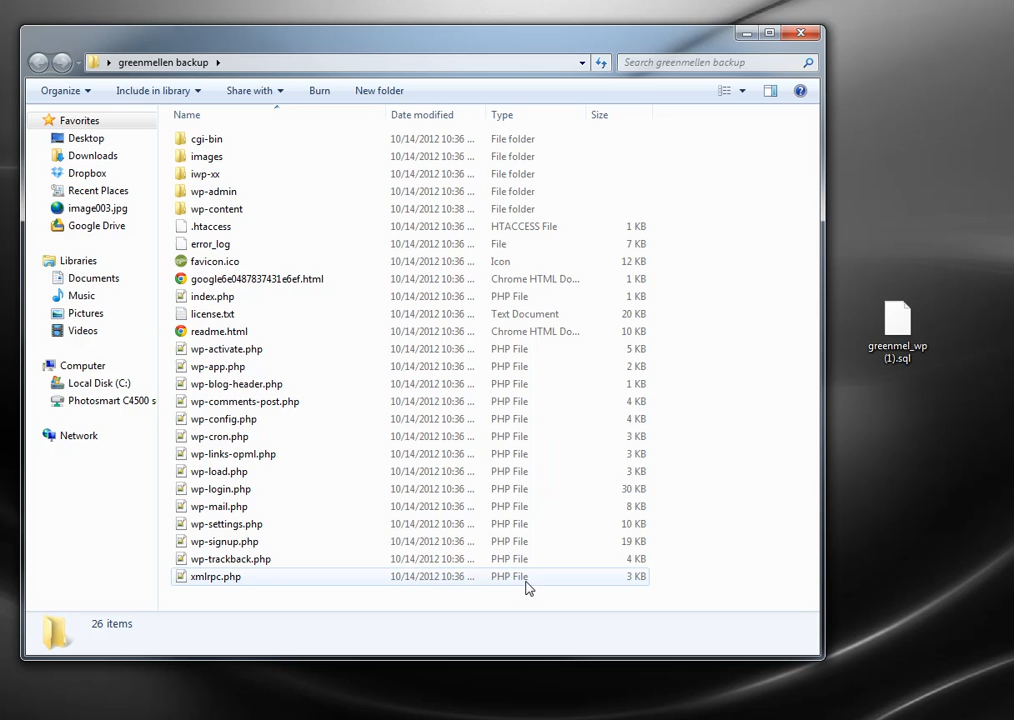 greenmellen backup
Search greenmellen backup
Organize Include in library Share with Burn New folder
Name Date modified Type Size
Favorites
Desktop
Downloads
Dropbox
Recent Places
image003.jpg
Google Drive
Libraries
Documents
Music
Pictures
Videos
Computer
Local Disk (C:)
Photosmart C4500 s
Network
cgi-bin 10/14/2012 10:36 ... File folder
images 10/14/2012 10:36 ... File folder
iwp-xx 10/14/2012 10:36 ... File folder
wp-admin 10/14/2012 10:36 ... File folder
wp-content 10/14/2012 10:38 ... File folder
.htaccess 10/14/2012 10:36 ... HTACCESS File 1 KB
error_log 10/14/2012 10:36 ... File 7 KB
favicon.ico 10/14/2012 10:36 ... Icon 12 KB
google6e0487837431e6ef.html 10/14/2012 10:36 ... Chrome HTML Do... 1 KB
index.php 10/14/2012 10:36 ... PHP File 1 KB
license.txt 10/14/2012 10:36 ... Text Document 20 KB
readme.html 10/14/2012 10:36 ... Chrome HTML Do... 10 KB
wp-activate.php 10/14/2012 10:36 ... PHP File 5 KB
wp-app.php 10/14/2012 10:36 ... PHP File 2 KB
wp-blog-header.php 10/14/2012 10:36 ... PHP File 1 KB
wp-comments-post.php 10/14/2012 10:36 ... PHP File 4 KB
wp-config.php 10/14/2012 10:36 ... PHP File 4 KB
wp-cron.php 10/14/2012 10:36 ... PHP File 3 KB
wp-links-opml.php 10/14/2012 10:36 ... PHP File 3 KB
wp-load.php 10/14/2012 10:36 ... PHP File 3 KB
wp-login.php 10/14/2012 10:36 ... PHP File 30 KB
wp-mail.php 10/14/2012 10:36 ... PHP File 8 KB
wp-settings.php 10/14/2012 10:36 ... PHP File 10 KB
wp-signup.php 10/14/2012 10:36 ... PHP File 19 KB
wp-trackback.php 10/14/2012 10:36 ... PHP File 4 KB
xmlrpc.php 10/14/2012 10:36 ... PHP File 3 KB
26 items
greenmel_wp
(1).sql